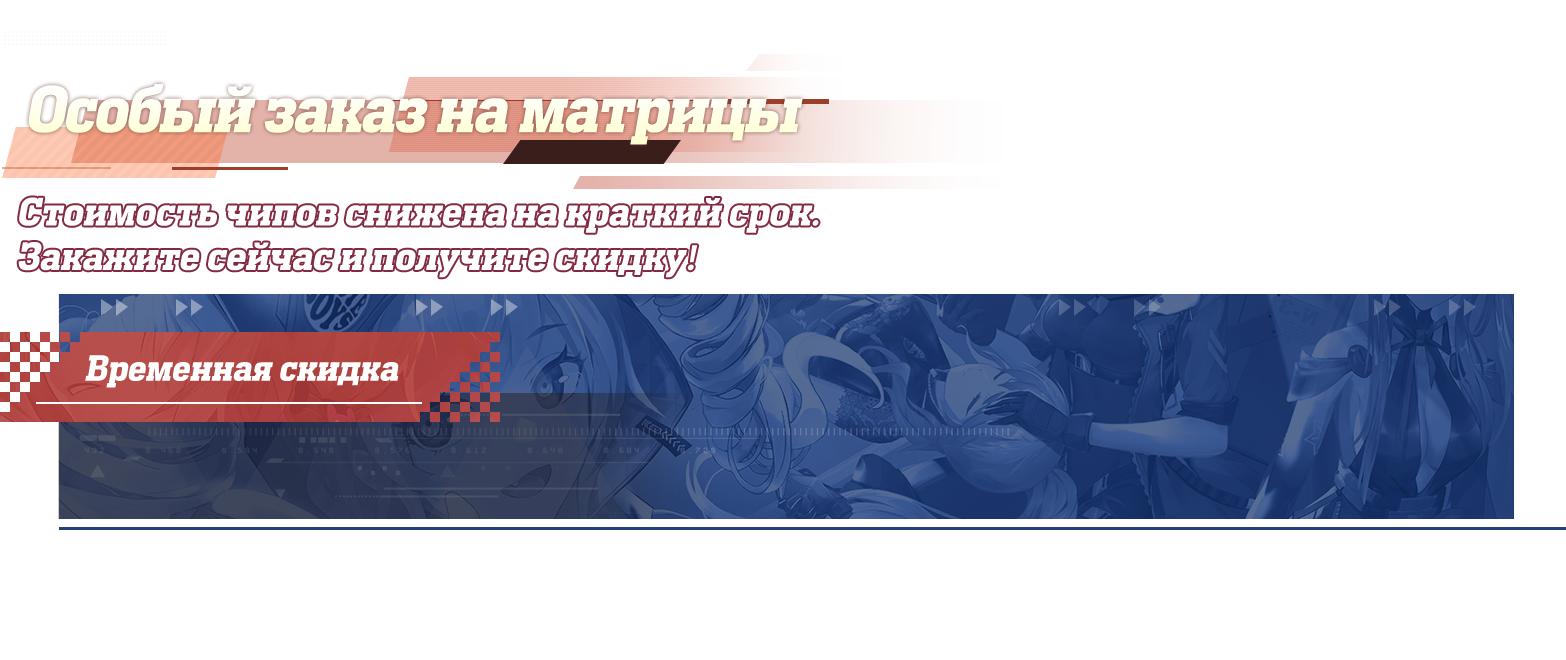 Особый заказ на матрицы
Стоимость чипов снижена на краткий срок.
Закажите сейчас и получите скидку!
Временная скидка